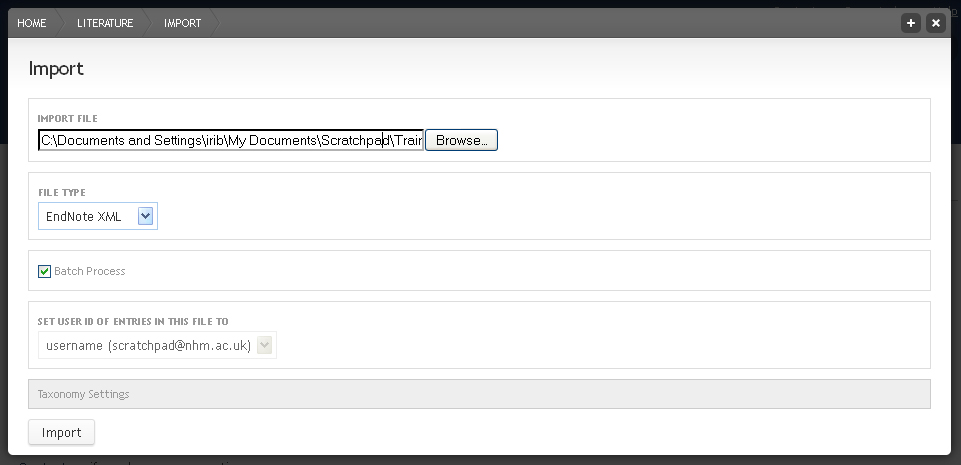 HOME LITERATURE IMPORT
Import
IMPORT FILE
C:\Documents and Settings\irib\My Documents\Scratchpad\Train Browse...
FILE TYPE
EndNote XML
Batch Process
SET USER ID OF ENTRIES IN THIS FILE TO
username (scratchpad@nhm.ac.uk)
Taxonomy Settings
Import